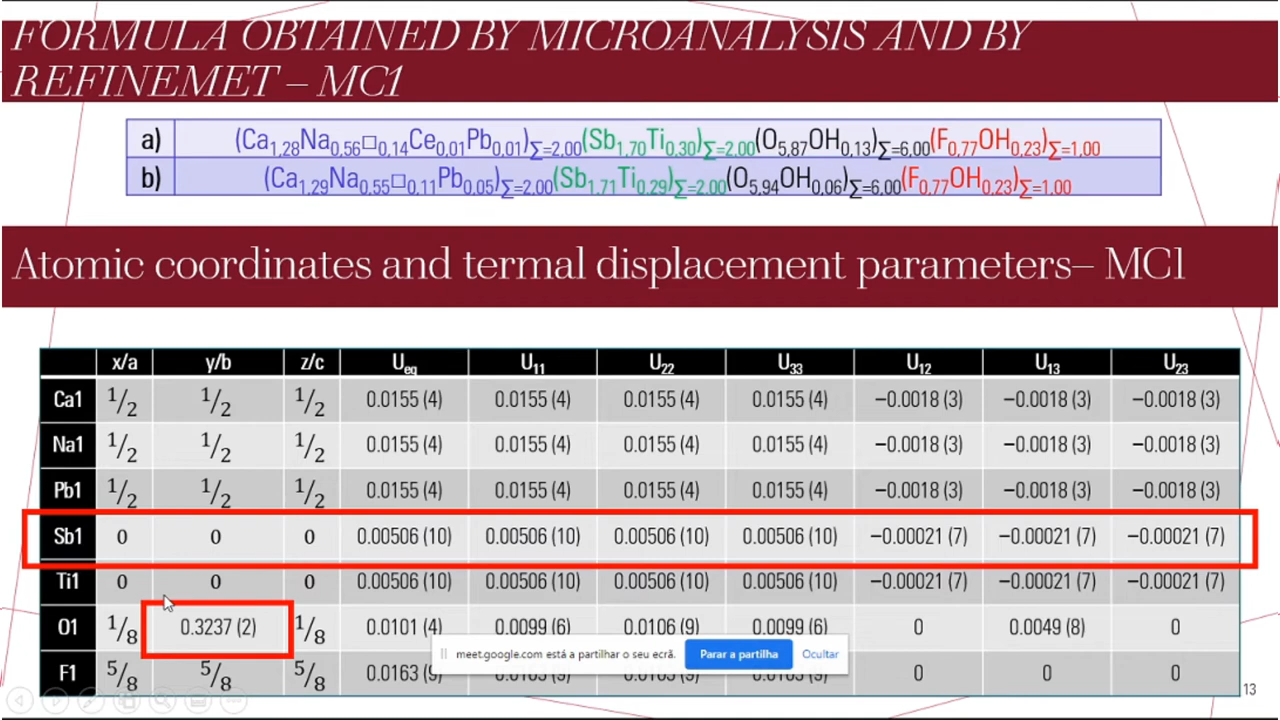 FORMULA OBTAINED BY MICROANALYSIS AND BY
REFINEMET – MC1
a) (Ca1,28Na0,56□0,14Ce0,01Pb0,01)Σ=2,00(Sb1,70Ti0,30)Σ=2,00(O5,87OH0,13)Σ=6,00(F0,77OH0,23)Σ=1,00
b) (Ca1,29Na0,55□0,11Pb0,05)Σ=2,00(Sb1,71Ti0,29)Σ=2,00(O5,94OH0,06)Σ=6,00(F0,77OH0,23)Σ=1,00
Atomic coordinates and termal displacement parameters– MC1
x/a y/b z/c Ueq U11 U22 U33 U12 U13 U23
Ca1 1/2 1/2 1/2 0.0155 (4) 0.0155 (4) 0.0155 (4) 0.0155 (4) −0.0018 (3) −0.0018 (3) −0.0018 (3)
Na1 1/2 1/2 1/2 0.0155 (4) 0.0155 (4) 0.0155 (4) 0.0155 (4) −0.0018 (3) −0.0018 (3) −0.0018 (3)
Pb1 1/2 1/2 1/2 0.0155 (4) 0.0155 (4) 0.0155 (4) 0.0155 (4) −0.0018 (3) −0.0018 (3) −0.0018 (3)
Sb1 0 0 0 0.00506 (10) 0.00506 (10) 0.00506 (10) 0.00506 (10) −0.00021 (7) −0.00021 (7) −0.00021 (7)
Ti1 0 0 0 0.00506 (10) 0.00506 (10) 0.00506 (10) 0.00506 (10) −0.00021 (7) −0.00021 (7) −0.00021 (7)
O1 1/8 0.3237 (2) 1/8 0.0101 (4) 0.0099 (6) 0.0106 (9) 0.0099 (6) 0 0.0049 (8) 0
meet.google.com está a partilhar o seu ecrã. Parar a partilha Ocultar
F1 5/8 5/8 5/8 0.0163 (9) 0 0 0
13